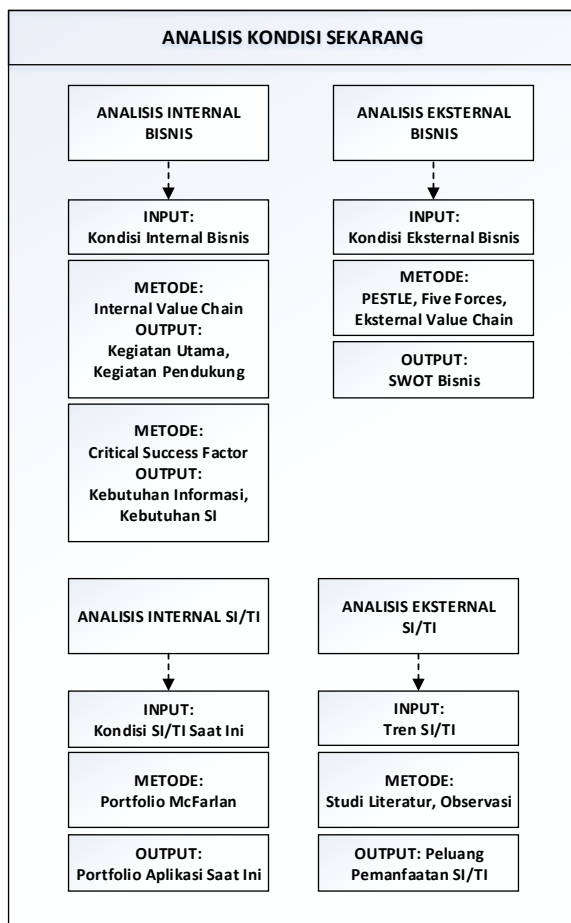 ANALISIS KONDISI SEKARANG
ANALISIS INTERNAL
BISNIS
INPUT:
Kondisi Internal Bisnis
METODE:
Internal Value Chain
OUTPUT:
Kegiatan Utama,
Kegiatan Pendukung
METODE:
Critical Success Factor
OUTPUT:
Kebutuhan Informasi,
Kebutuhan SI
ANALISIS EKSTERNAL
BISNIS
INPUT:
Kondisi Eksternal Bisnis
METODE:
PESTLE, Five Forces,
Eksternal Value Chain
OUTPUT:
SWOT Bisnis
ANALISIS INTERNAL SI/TI
INPUT:
Kondisi SI/TI Saat Ini
METODE:
Portfolio McFarlan
OUTPUT:
Portfolio Aplikasi Saat Ini
ANALISIS EKSTERNAL
SI/TI
INPUT:
Tren SI/TI
METODE:
Studi Literatur, Observasi
OUTPUT: Peluang
Pemanfaatan SI/TI